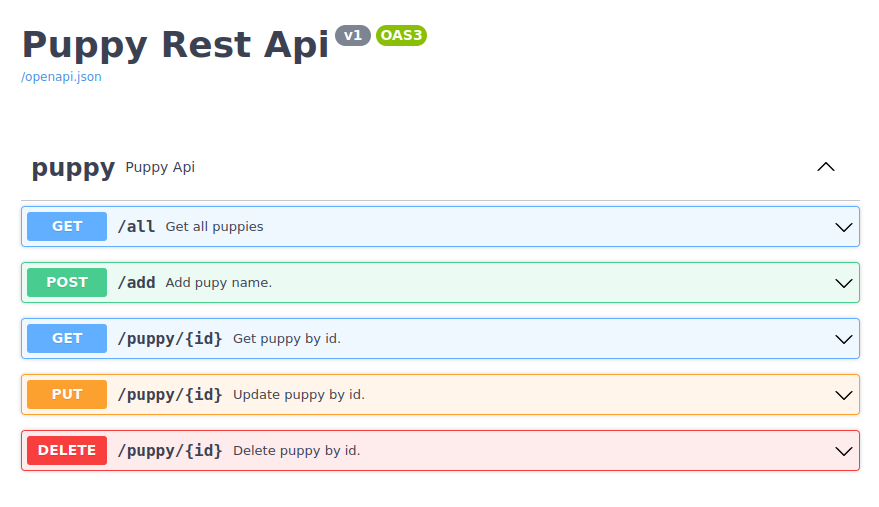 Puppy Rest Api v1 OAS3
/openapi.json
puppy Puppy Api
GET /all Get all puppies
POST /add Add pupy name.
GET /puppy/{id} Get puppy by id.
PUT /puppy/{id} Update puppy by id.
DELETE /puppy/{id} Delete puppy by id.